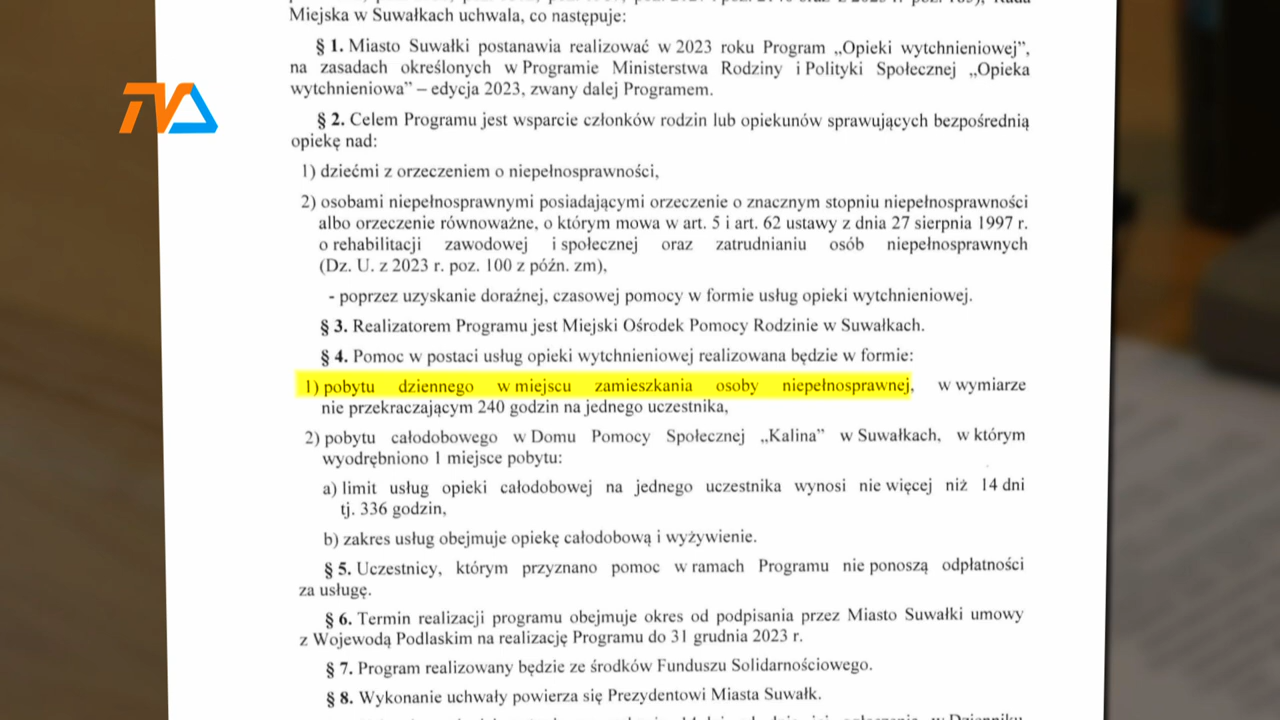 Miejska w Suwałkach uchwala, co następuje:
§ 1. Miasto Suwałki postanawia realizować w 2023 roku Program „Opieki wytchnieniowej”,
na zasadach określonych w Programie Ministerstwa Rodziny i Polityki Społecznej „Opieka
wytchnieniowa” – edycja 2023, zwany dalej Programem.
TVA
§ 2. Celem Programu jest wsparcie członków rodzin lub opiekunów sprawujących bezpośrednią
opiekę nad:
1) dziećmi z orzeczeniem o niepełnosprawności,
2) osobami niepełnosprawnymi posiadającymi orzeczenie o znacznym stopniu niepełnosprawności
albo orzeczenie równoważne, o którym mowa w art. 5 i art. 62 ustawy z dnia 27 sierpnia 1997 r.
o rehabilitacji zawodowej i społecznej oraz zatrudnianiu osób niepełnosprawnych
(Dz. U. z 2023 r. poz. 100 z późn. zm),
- poprzez uzyskanie doraźnej, czasowej pomocy w formie usług opieki wytchnieniowej.
§ 3. Realizatorem Programu jest Miejski Ośrodek Pomocy Rodzinie w Suwałkach.
§ 4. Pomoc w postaci usług opieki wytchnieniowej realizowana będzie w formie:
1) pobytu dziennego w miejscu zamieszkania osoby niepełnosprawnej, w wymiarze
nie przekraczającym 240 godzin na jednego uczestnika,
2) pobytu całodobowego w Domu Pomocy Społecznej „Kalina” w Suwałkach, w którym
wyodrębniono 1 miejsce pobytu:
a) limit usług opieki całodobowej na jednego uczestnika wynosi nie więcej niż 14 dni
tj. 336 godzin,
b) zakres usług obejmuje opiekę całodobową i wyżywienie.
§ 5. Uczestnicy, którym przyznano pomoc w ramach Programu nie ponoszą odpłatności
za usługę.
§ 6. Termin realizacji programu obejmuje okres od podpisania przez Miasto Suwałki umowy
z Wojewodą Podlaskim na realizację Programu do 31 grudnia 2023 r.
§ 7. Program realizowany będzie ze środków Funduszu Solidarnościowego.
§ 8. Wykonanie uchwały powierza się Prezydentowi Miasta Suwałk.